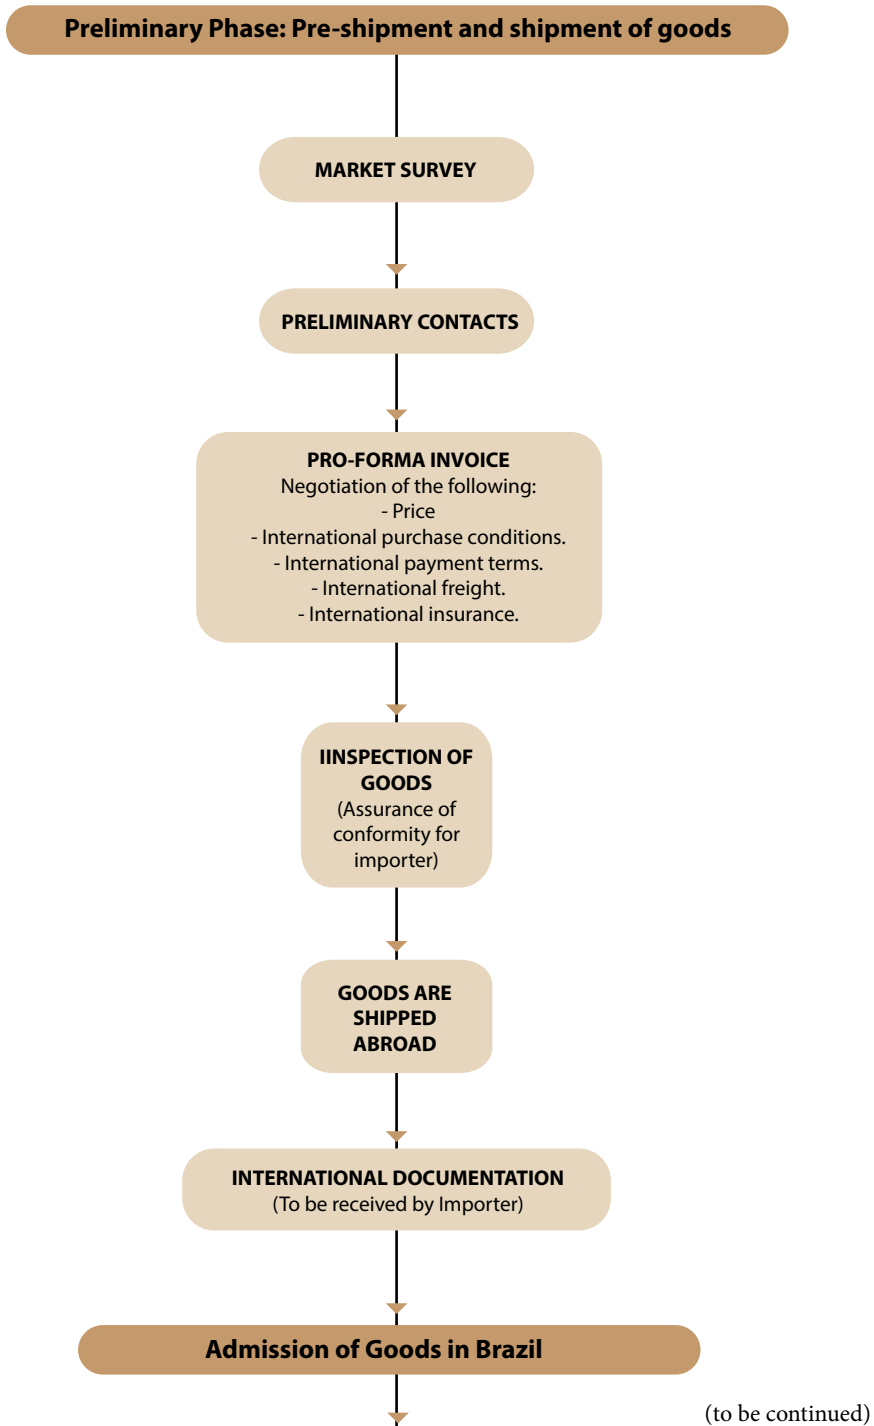 Preliminary Phase: Pre-shipment and shipment of goods
MARKET SURVEY
PRELIMINARY CONTACTS
PRO-FORMA INVOICE
Negotiation of the following:
- Price
- International purchase conditions.
- International payment terms.
- International freight.
- International insurance.
IINSPECTION OF
GOODS
(Assurance of
conformity for
importer)
GOODS ARE
SHIPPED
ABROAD
INTERNATIONAL DOCUMENTATION
(To be received by Importer)
Admission of Goods in Brazil
(to be continued)